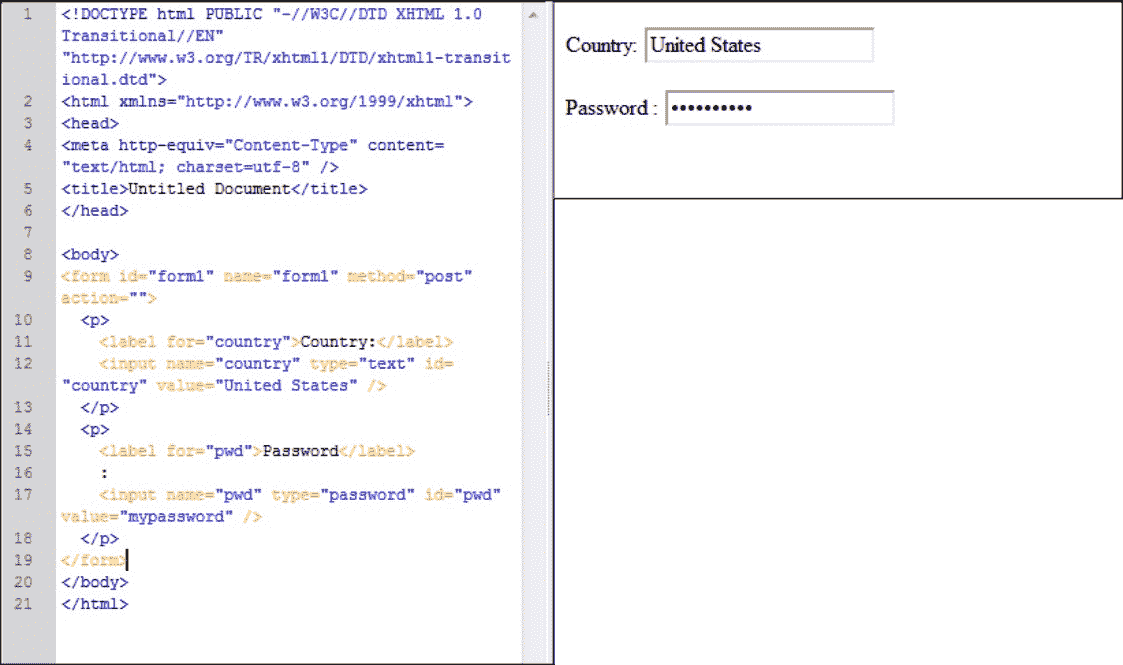 1 <!DOCTYPE html PUBLIC "-//W3C//DTD XHTML 1.0
Transitional//EN"
"http://www.w3.org/TR/xhtml1/DTD/xhtml1-transit
ional.dtd">
2 <html xmlns="http://www.w3.org/1999/xhtml">
3 <head>
4 <meta http-equiv="Content-Type" content=
"text/html; charset=utf-8" />
5 <title>Untitled Document</title>
6 </head>
7
8 <body>
9 <form id="form1" name="form1" method="post"
action="">
10 <p>
11 <label for="country">Country:</label>
12 <input name="country" type="text" id=
"country" value="United States" />
13 </p>
14 <p>
15 <label for="pwd">Password</label>
16 :
17 <input name="pwd" type="password" id="pwd"
value="mypassword" />
18 </p>
19 </form>
20 </body>
21 </html>
Country: United States
Password : ••••••••••